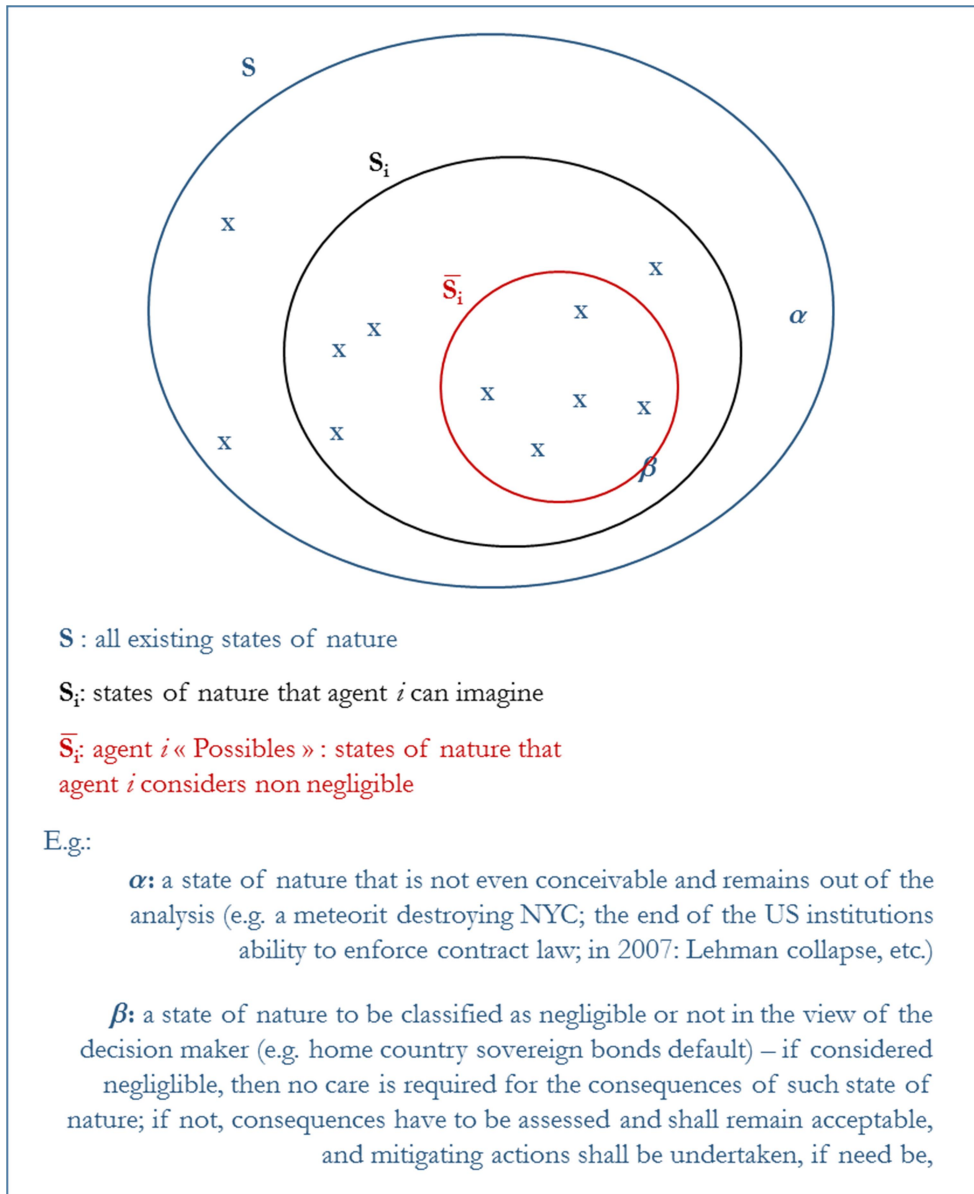 S
Sᵢ
x
x
S̅ᵢ
x
α
x
x
x
x
x
x
x
x
x
β
S : all existing states of nature
Sᵢ: states of nature that agent i can imagine
S̅ᵢ: agent i « Possibles » : states of nature that
agent i considers non negligible
E.g.:
α: a state of nature that is not even conceivable and remains out of the
analysis (e.g. a meteorit destroying NYC; the end of the US institutions
ability to enforce contract law; in 2007: Lehman collapse, etc.)
β: a state of nature to be classified as negligible or not in the view of the
decision maker (e.g. home country sovereign bonds default) – if considered
negliglible, then no care is required for the consequences of such state of
nature; if not, consequences have to be assessed and shall remain acceptable,
and mitigating actions shall be undertaken, if need be,